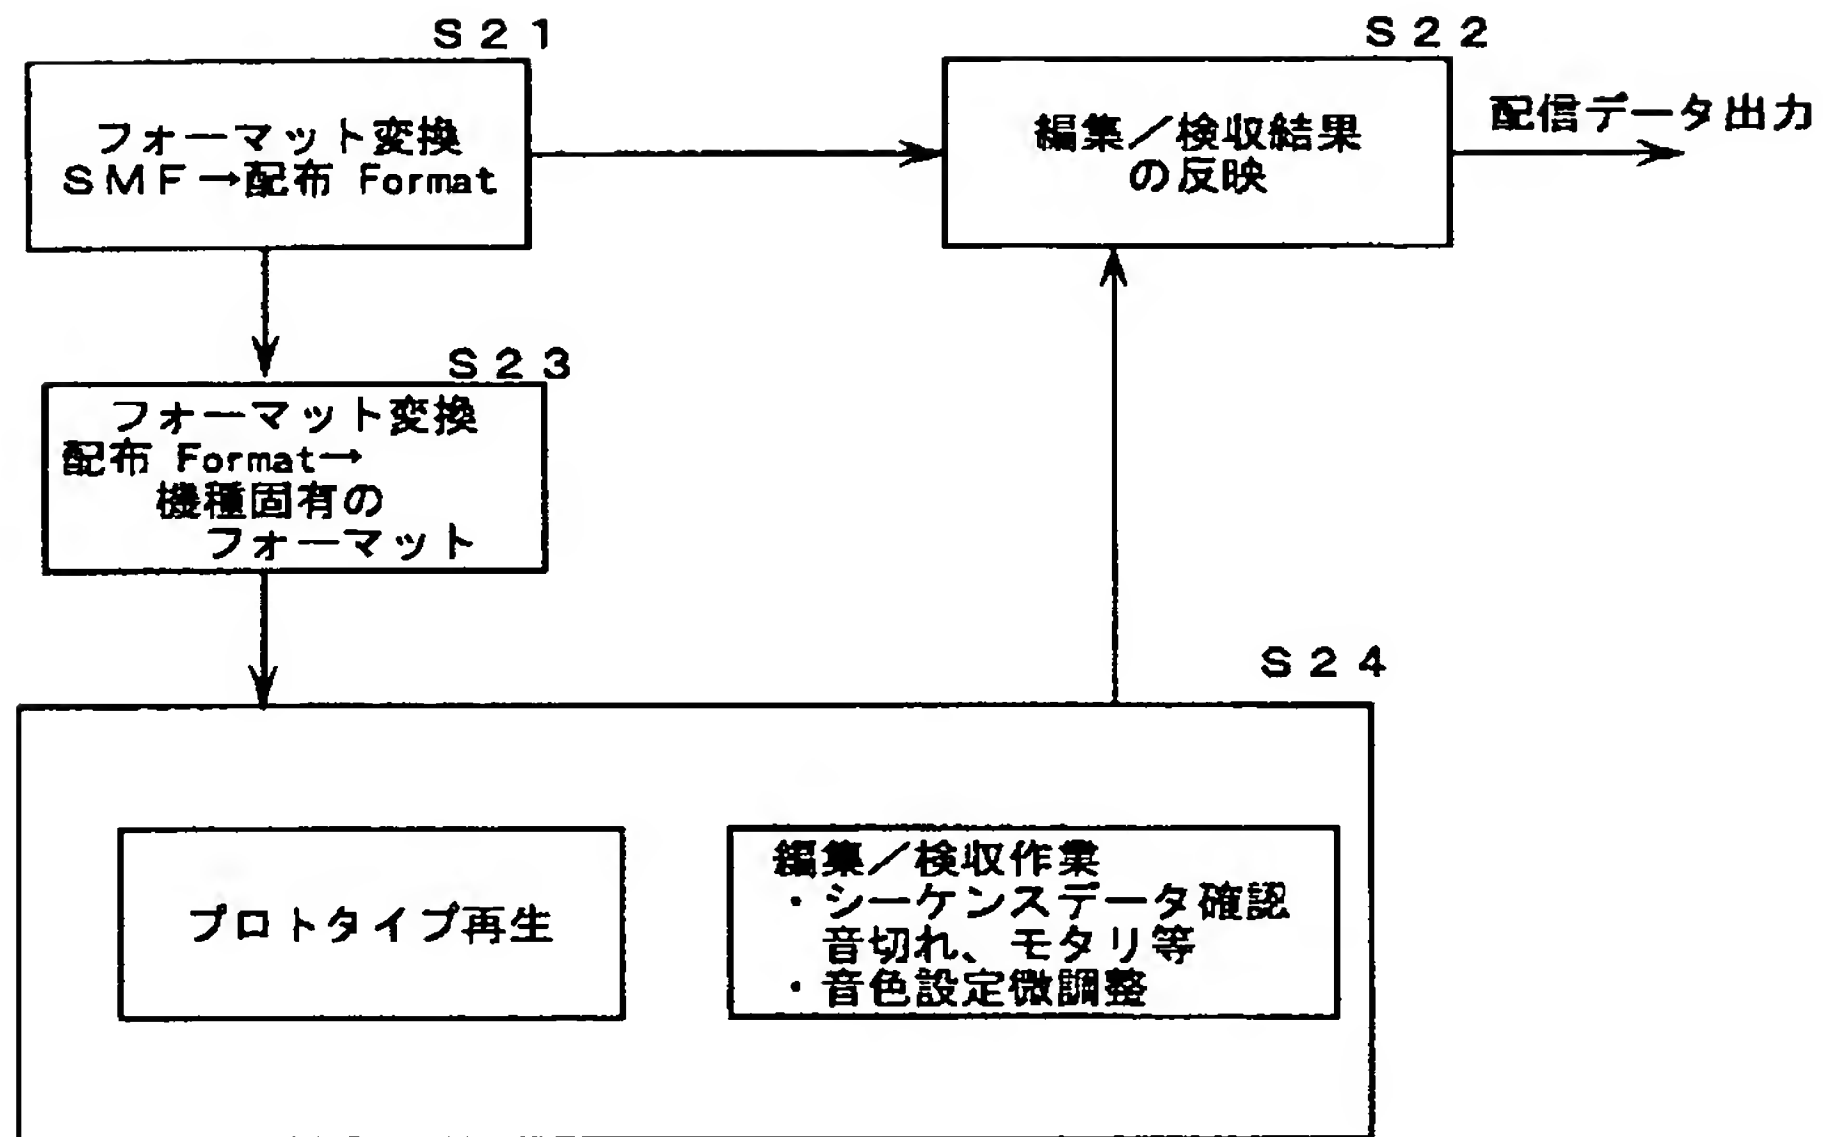 S21
フォーマット変換
SMF→配布 Format
S22
編集/検収結果
の反映
配信データ出力
S23
フォーマット変換
配布 Format→
機種固有の
フォーマット
S24
プロトタイプ再生
編集/検収作業
・シーケンスデータ確認
音切れ、モタリ等
・音色設定微調整